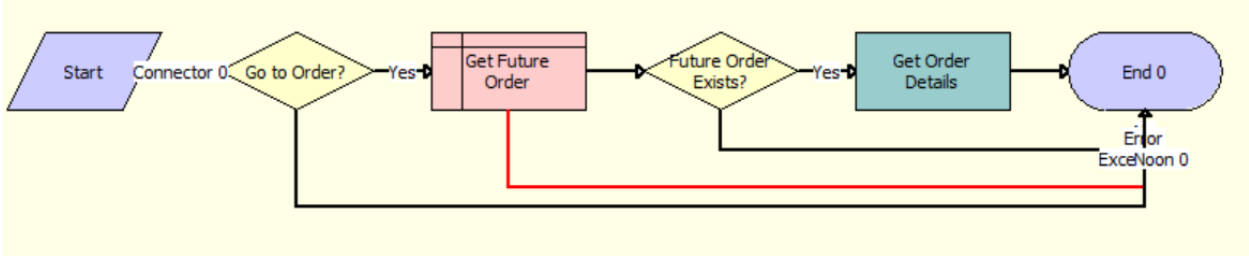 Start
Connector 0
Go to Order?
Yes
Get Future
Order
Future Order
Exists?
Yes
Get Order
Details
End 0
Error
ExceNoon 0